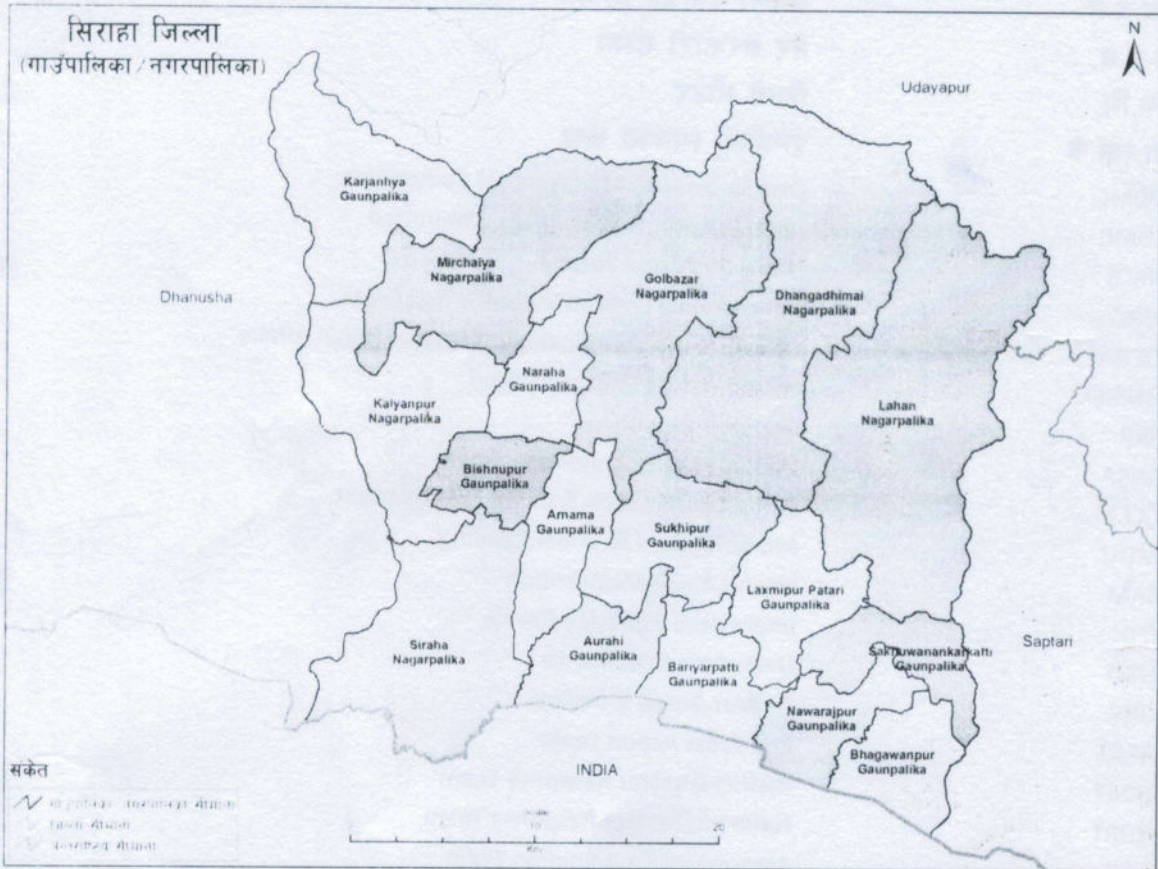 सिराहा जिल्ला
(गाउँपालिका / नगरपालिका)
N
Udayapur
Karjanhya
Gaunpalika
Mirchaiya
Nagarpalika
Golbazar
Nagarpalika
Dhangadhimai
Nagarpalika
Dhanusha
Naraha
Gaunpalika
Kalyanpur
Nagarpalika
Lahan
Nagarpalika
Bishnupur
Gaunpalika
Arnama
Gaunpalika
Sukhipur
Gaunpalika
Laxmipur Patari
Gaunpalika
Siraha
Nagarpalika
Aurahi
Gaunpalika
Bariyarpatti
Gaunpalika
Sakhuwanankarkatti
Gaunpalika
Saptari
Nawarajpur
Gaunpalika
Bhagawanpur
Gaunpalika
INDIA
संकेत
10
20
Km